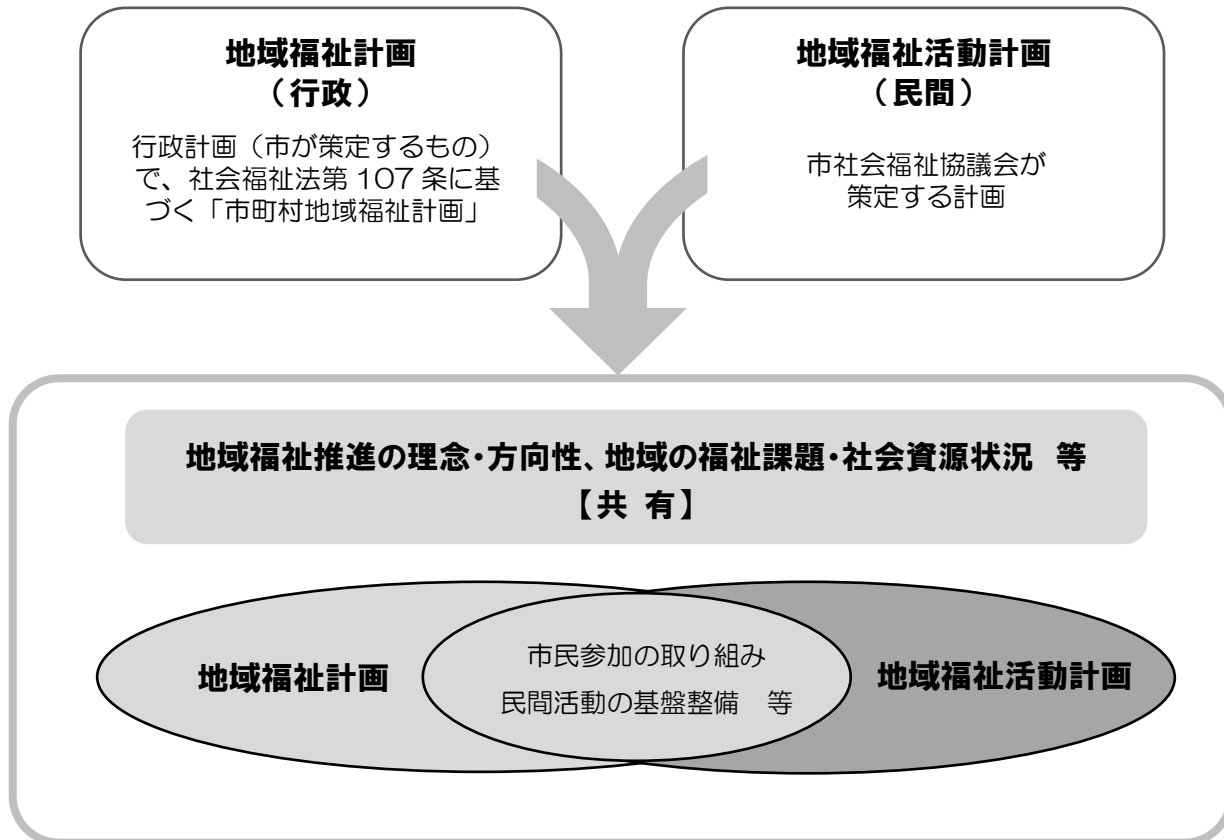 地域福祉計画
（行政）
行政計画（市が策定するもの）
で、社会福祉法第 107 条に基
づく「市町村地域福祉計画」
地域福祉活動計画
（民間）
市社会福祉協議会が
策定する計画
地域福祉推進の理念・方向性、地域の福祉課題・社会資源状況　等
【共 有】
地域福祉計画
市民参加の取り組み
民間活動の基盤整備　等
地域福祉活動計画